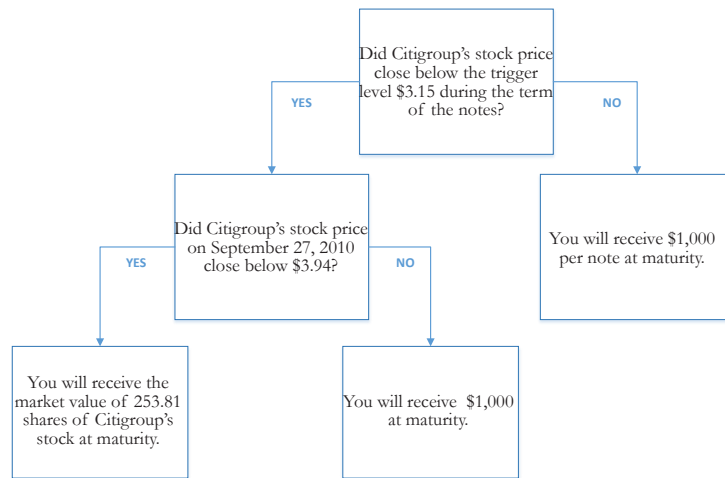 Did Citigroup's stock price
close below the trigger
level $3.15 during the term
of the notes?
YES
NO
Did Citigroup's stock price
on September 27, 2010
close below $3.94?
You will receive $1,000
per note at maturity.
YES
NO
You will receive the
market value of 253.81
shares of Citigroup's
stock at maturity.
You will receive $1,000
at maturity.